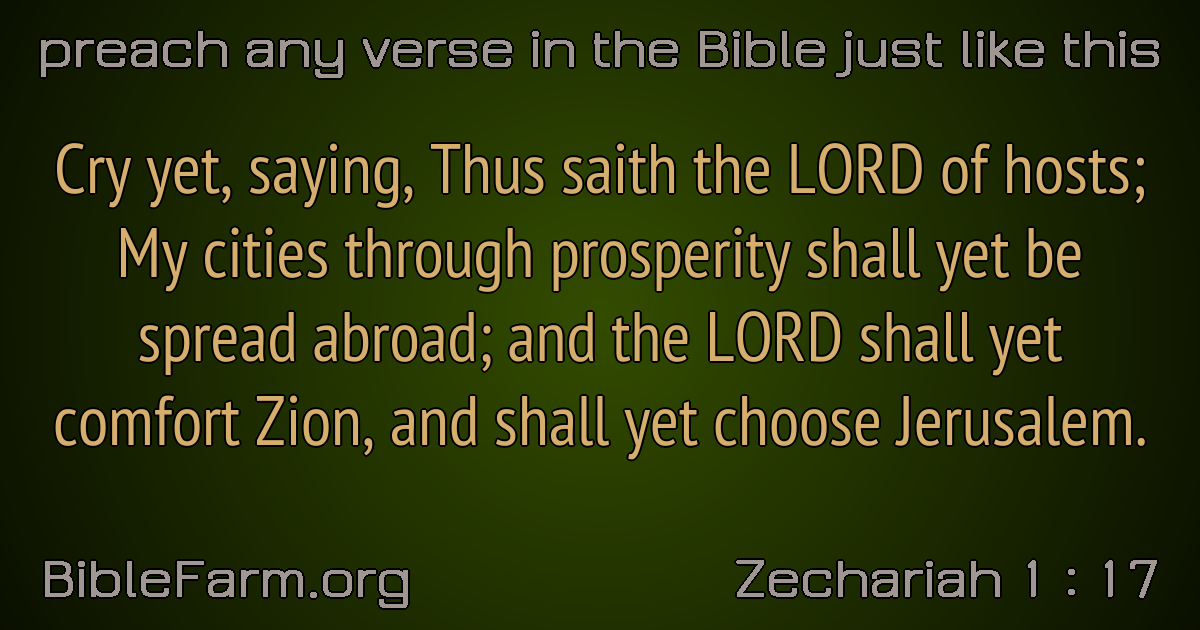 preach any verse in the Bible just like this
Cry yet, saying, Thus saith the LORD of hosts;
My cities through prosperity shall yet be
spread abroad; and the LORD shall yet
comfort Zion, and shall yet choose Jerusalem.
BibleFarm.org
Zechariah 1 : 17